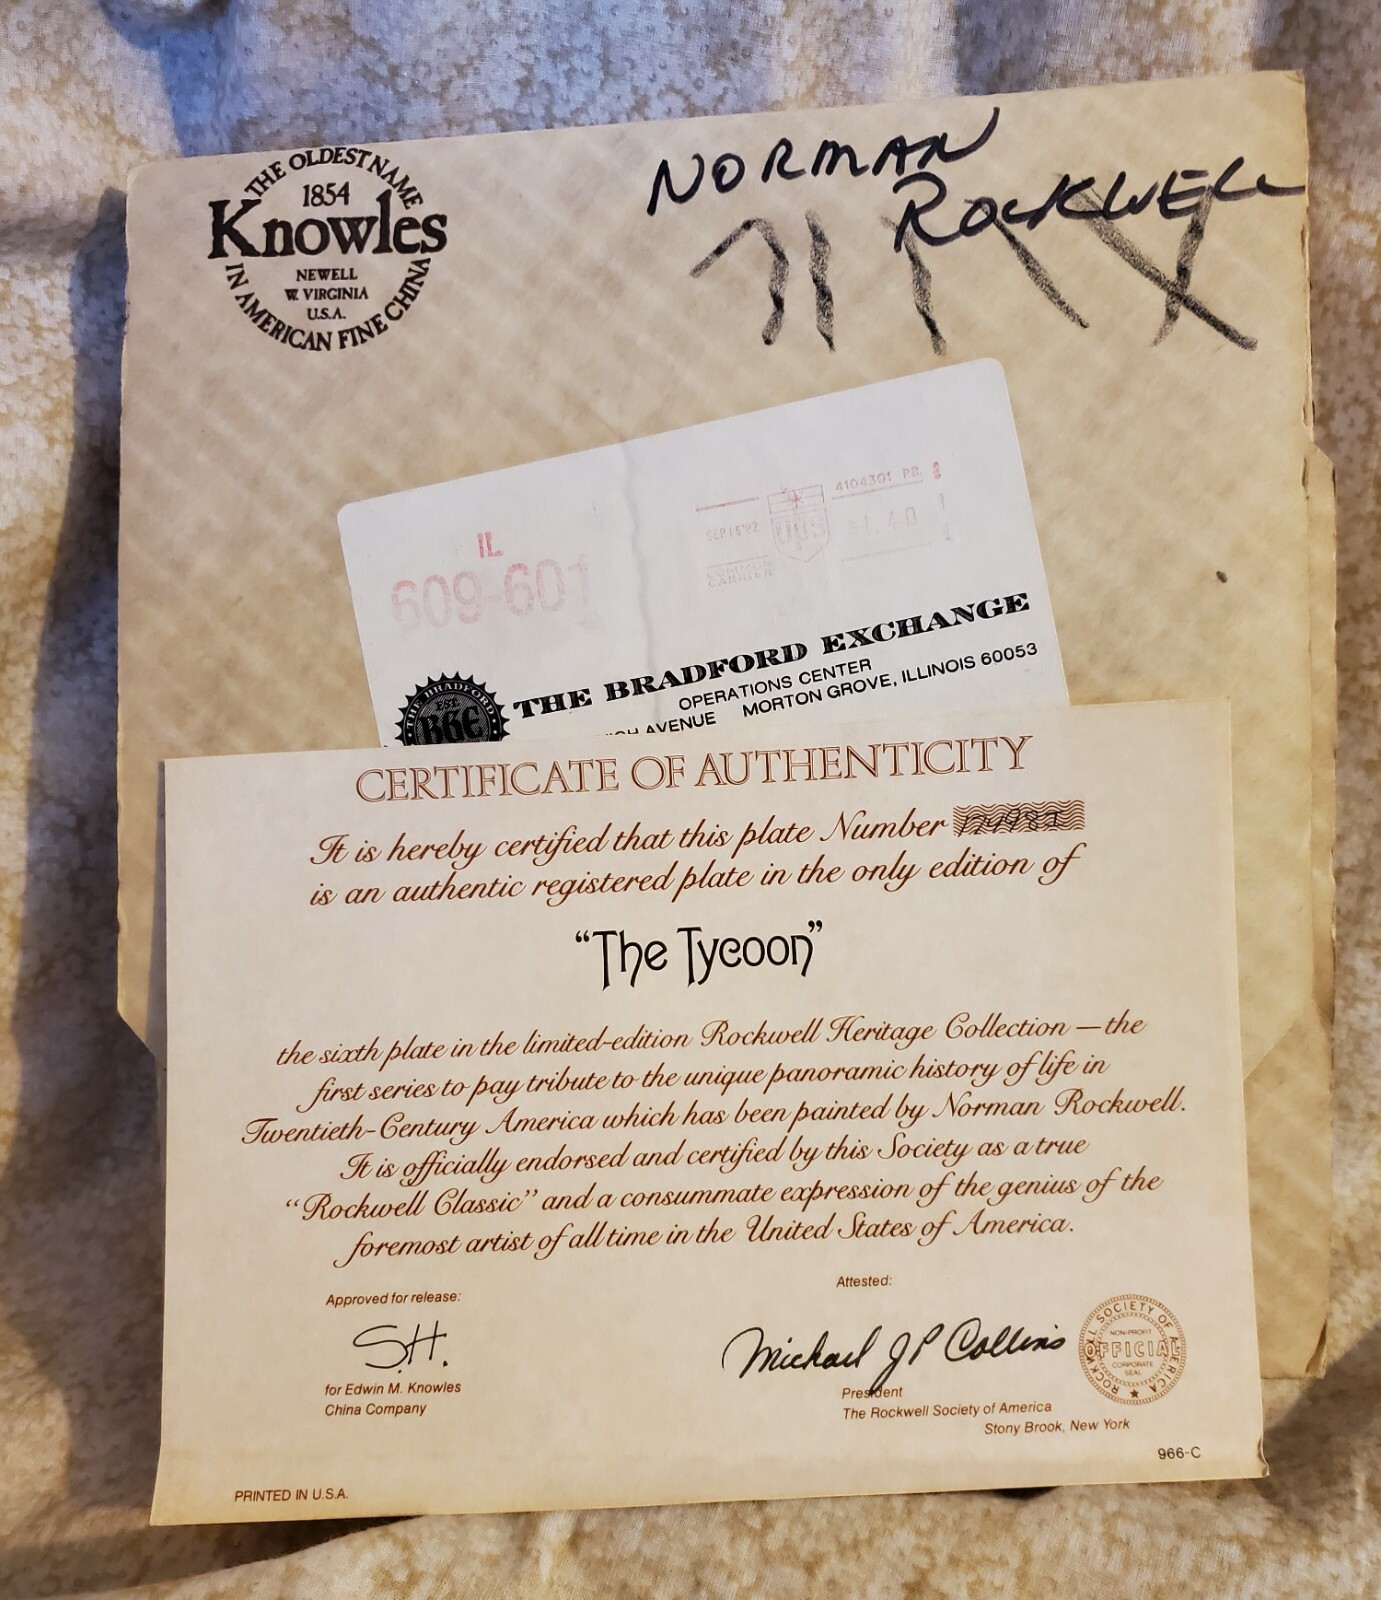 THE OLDEST NAME
1854
Knowles
NEWELL
W. VIRGINIA
U.S.A.
IN AMERICAN FINE CHINA
NORMAN
ROCKWELL
4104301 P.B.
SEP 16 '82
UPS
1.40
COMMON
CARRIER
IL
609-601
THE BRADFORD
EST.
BGE
THE BRADFORD EXCHANGE
OPERATIONS CENTER
AVENUE MORTON GROVE, ILLINOIS 60053
CERTIFICATE OF AUTHENTICITY
It is hereby certified that this plate Number
is an authentic registered plate in the only edition of
“The Tycoon”
the sixth plate in the limited-edition Rockwell Heritage Collection — the
first series to pay tribute to the unique panoramic history of life in
Twentieth-Century America which has been painted by Norman Rockwell.
It is officially endorsed and certified by this Society as a true
“Rockwell Classic” and a consummate expression of the genius of the
foremost artist of all time in the United States of America.
Approved for release:
S.H.
for Edwin M. Knowles
China Company
Attested:
Michael J P Collins
President
The Rockwell Society of America
Stony Brook, New York
ROCKWELL SOCIETY OF AMERICA
NON-PROFIT
OFFICIAL
CORPORATE
SEAL
966-C
PRINTED IN U.S.A.